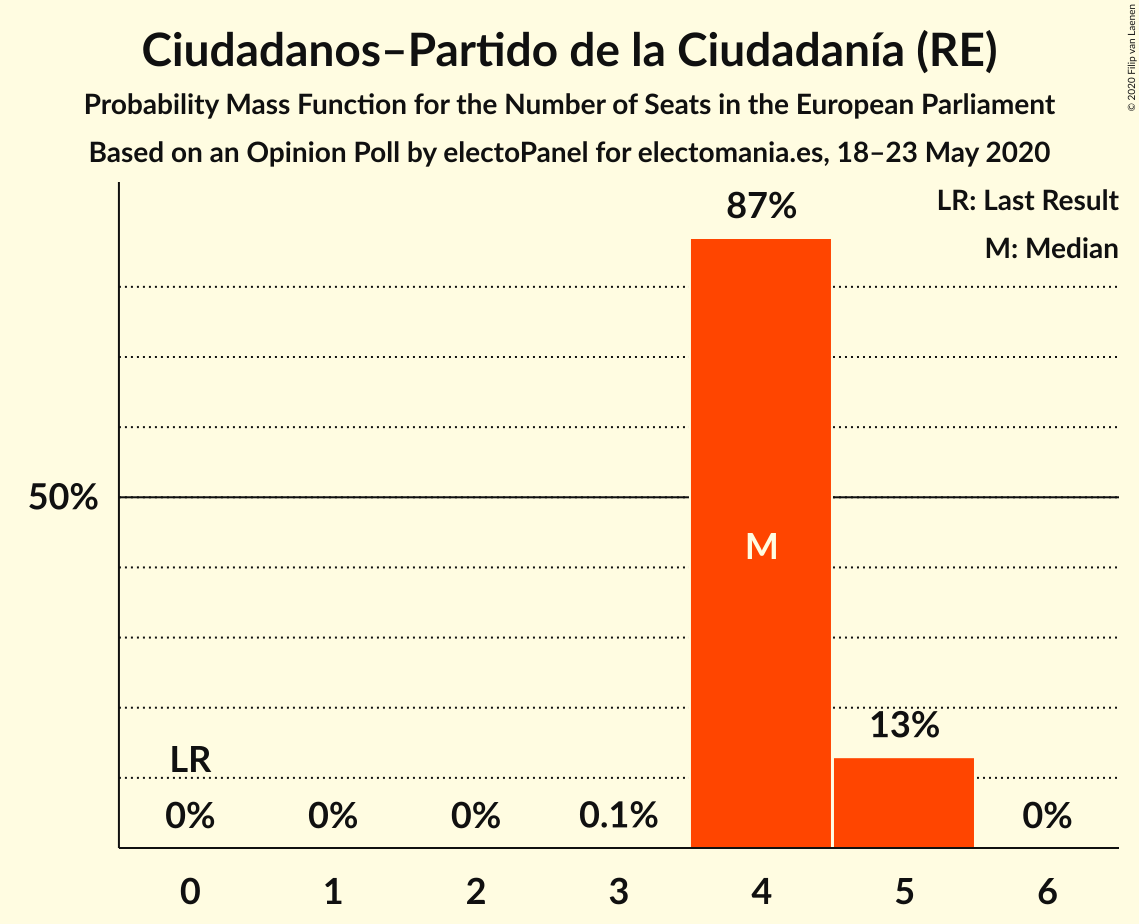 Ciudadanos–Partido de la Ciudadanía (RE)
Probability Mass Function for the Number of Seats in the European Parliament
Based on an Opinion Poll by electoPanel for electomania.es, 18–23 May 2020
© 2020 Filip van Laenen
LR: Last Result
M: Median
87%
50%
M
13%
LR
0%
0%
0%
0.1%
0%
0
1
2
3
4
5
6